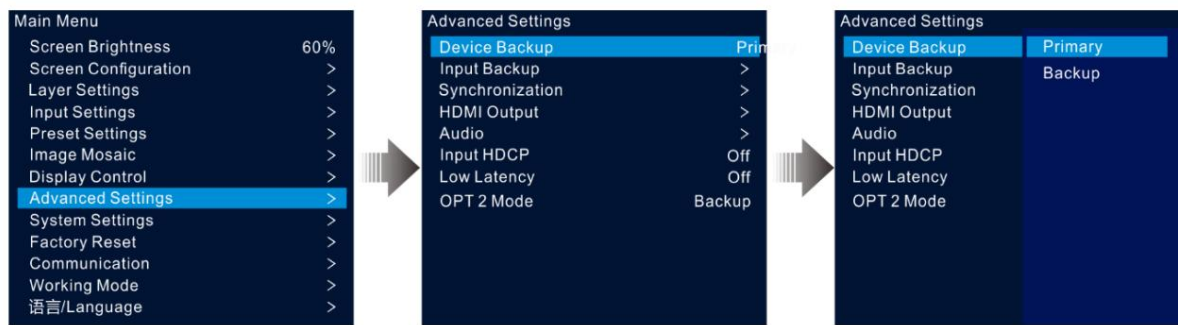 Main Menu
Screen Brightness 60%
Screen Configuration >
Layer Settings >
Input Settings >
Preset Settings >
Image Mosaic >
Display Control >
Advanced Settings >
System Settings >
Factory Reset >
Communication >
Working Mode >
语言/Language >
Advanced Settings
Device Backup Primary
Input Backup >
Synchronization >
HDMI Output >
Audio >
Input HDCP Off
Low Latency Off
OPT 2 Mode Backup
Advanced Settings
Device Backup Primary
Input Backup Backup
Synchronization
HDMI Output
Audio
Input HDCP
Low Latency
OPT 2 Mode